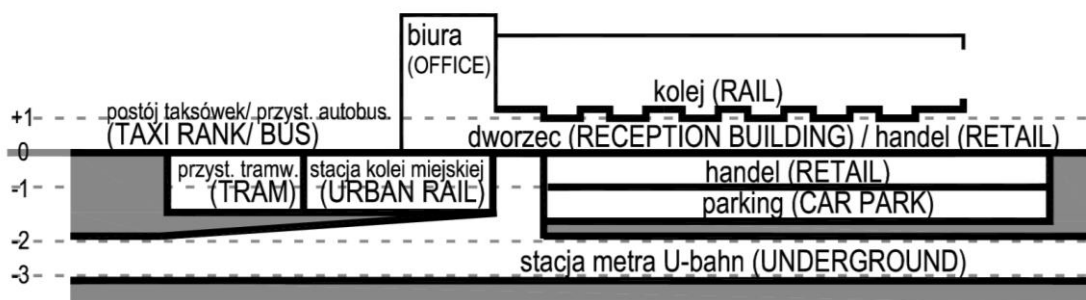 biura
(OFFICE)
kolej (RAIL)
postój taksówek/ przyst. autobus.
(TAXI RANK/ BUS)
+1
dworzec (RECEPTION BUILDING) / handel (RETAIL)
0
przyst. tramw.
(TRAM)
stacja kolei miejskiej
(URBAN RAIL)
handel (RETAIL)
-1
parking (CAR PARK)
-2
stacja metra U-bahn (UNDERGROUND)
-3